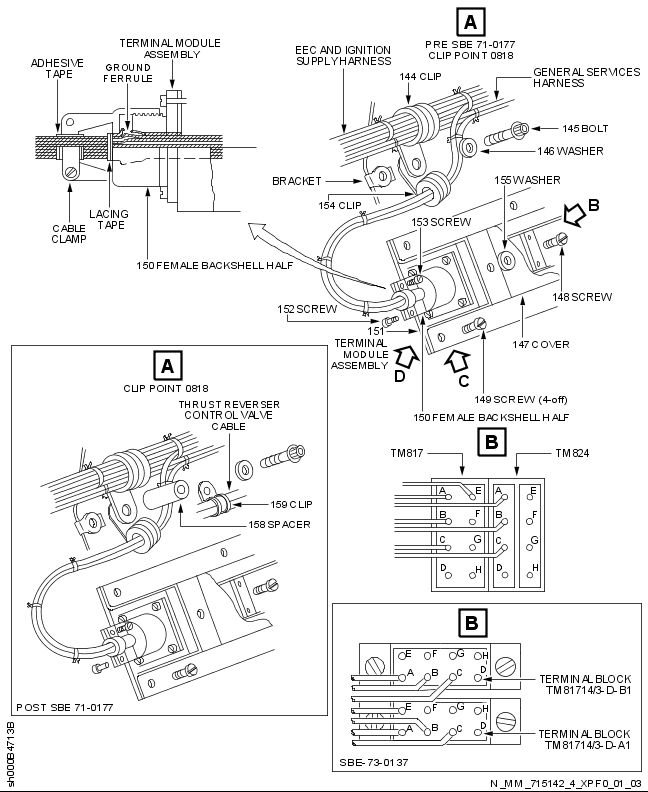 A
PRE SBE 71-0177
CLIP POINT 0818
TERMINAL MODULE
ASSEMBLY
ADHESIVE
TAPE
GROUND
FERRULE
EEC AND IGNITION
SUPPLY HARNESS
144 CLIP
GENERAL SERVICES
HARNESS
145 BOLT
146 WASHER
BRACKET
155 WASHER
154 CLIP
B
LACING
TAPE
CABLE
CLAMP
153 SCREW
150 FEMALE BACKSHELL HALF
148 SCREW
152 SCREW
151
TERMINAL
MODULE
ASSEMBLY
147 COVER
D
C
149 SCREW (4-off)
150 FEMALE BACKSHELL HALF
A
CLIP POINT 0818
THRUST REVERSER
CONTROL VALVE
CABLE
159 CLIP
158 SPACER
POST SBE 71-0177
B
TM817
TM824
A E A E
B F B F
C G C G
D H D H
B
E F G H
A B C D
TERMINAL BLOCK
TM81714/3-D-B1
E F G H
A B C D
TERMINAL BLOCK
TM81714/3-D-A1
SBE-73-0137
sh000B4713B
N_MM_715142_4_XPF0_01_03